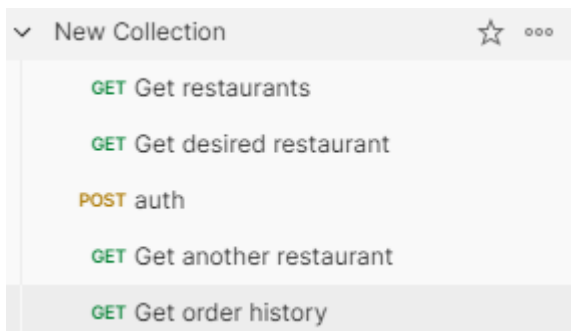 New Collection
GET Get restaurants
GET Get desired restaurant
POST auth
GET Get another restaurant
GET Get order history